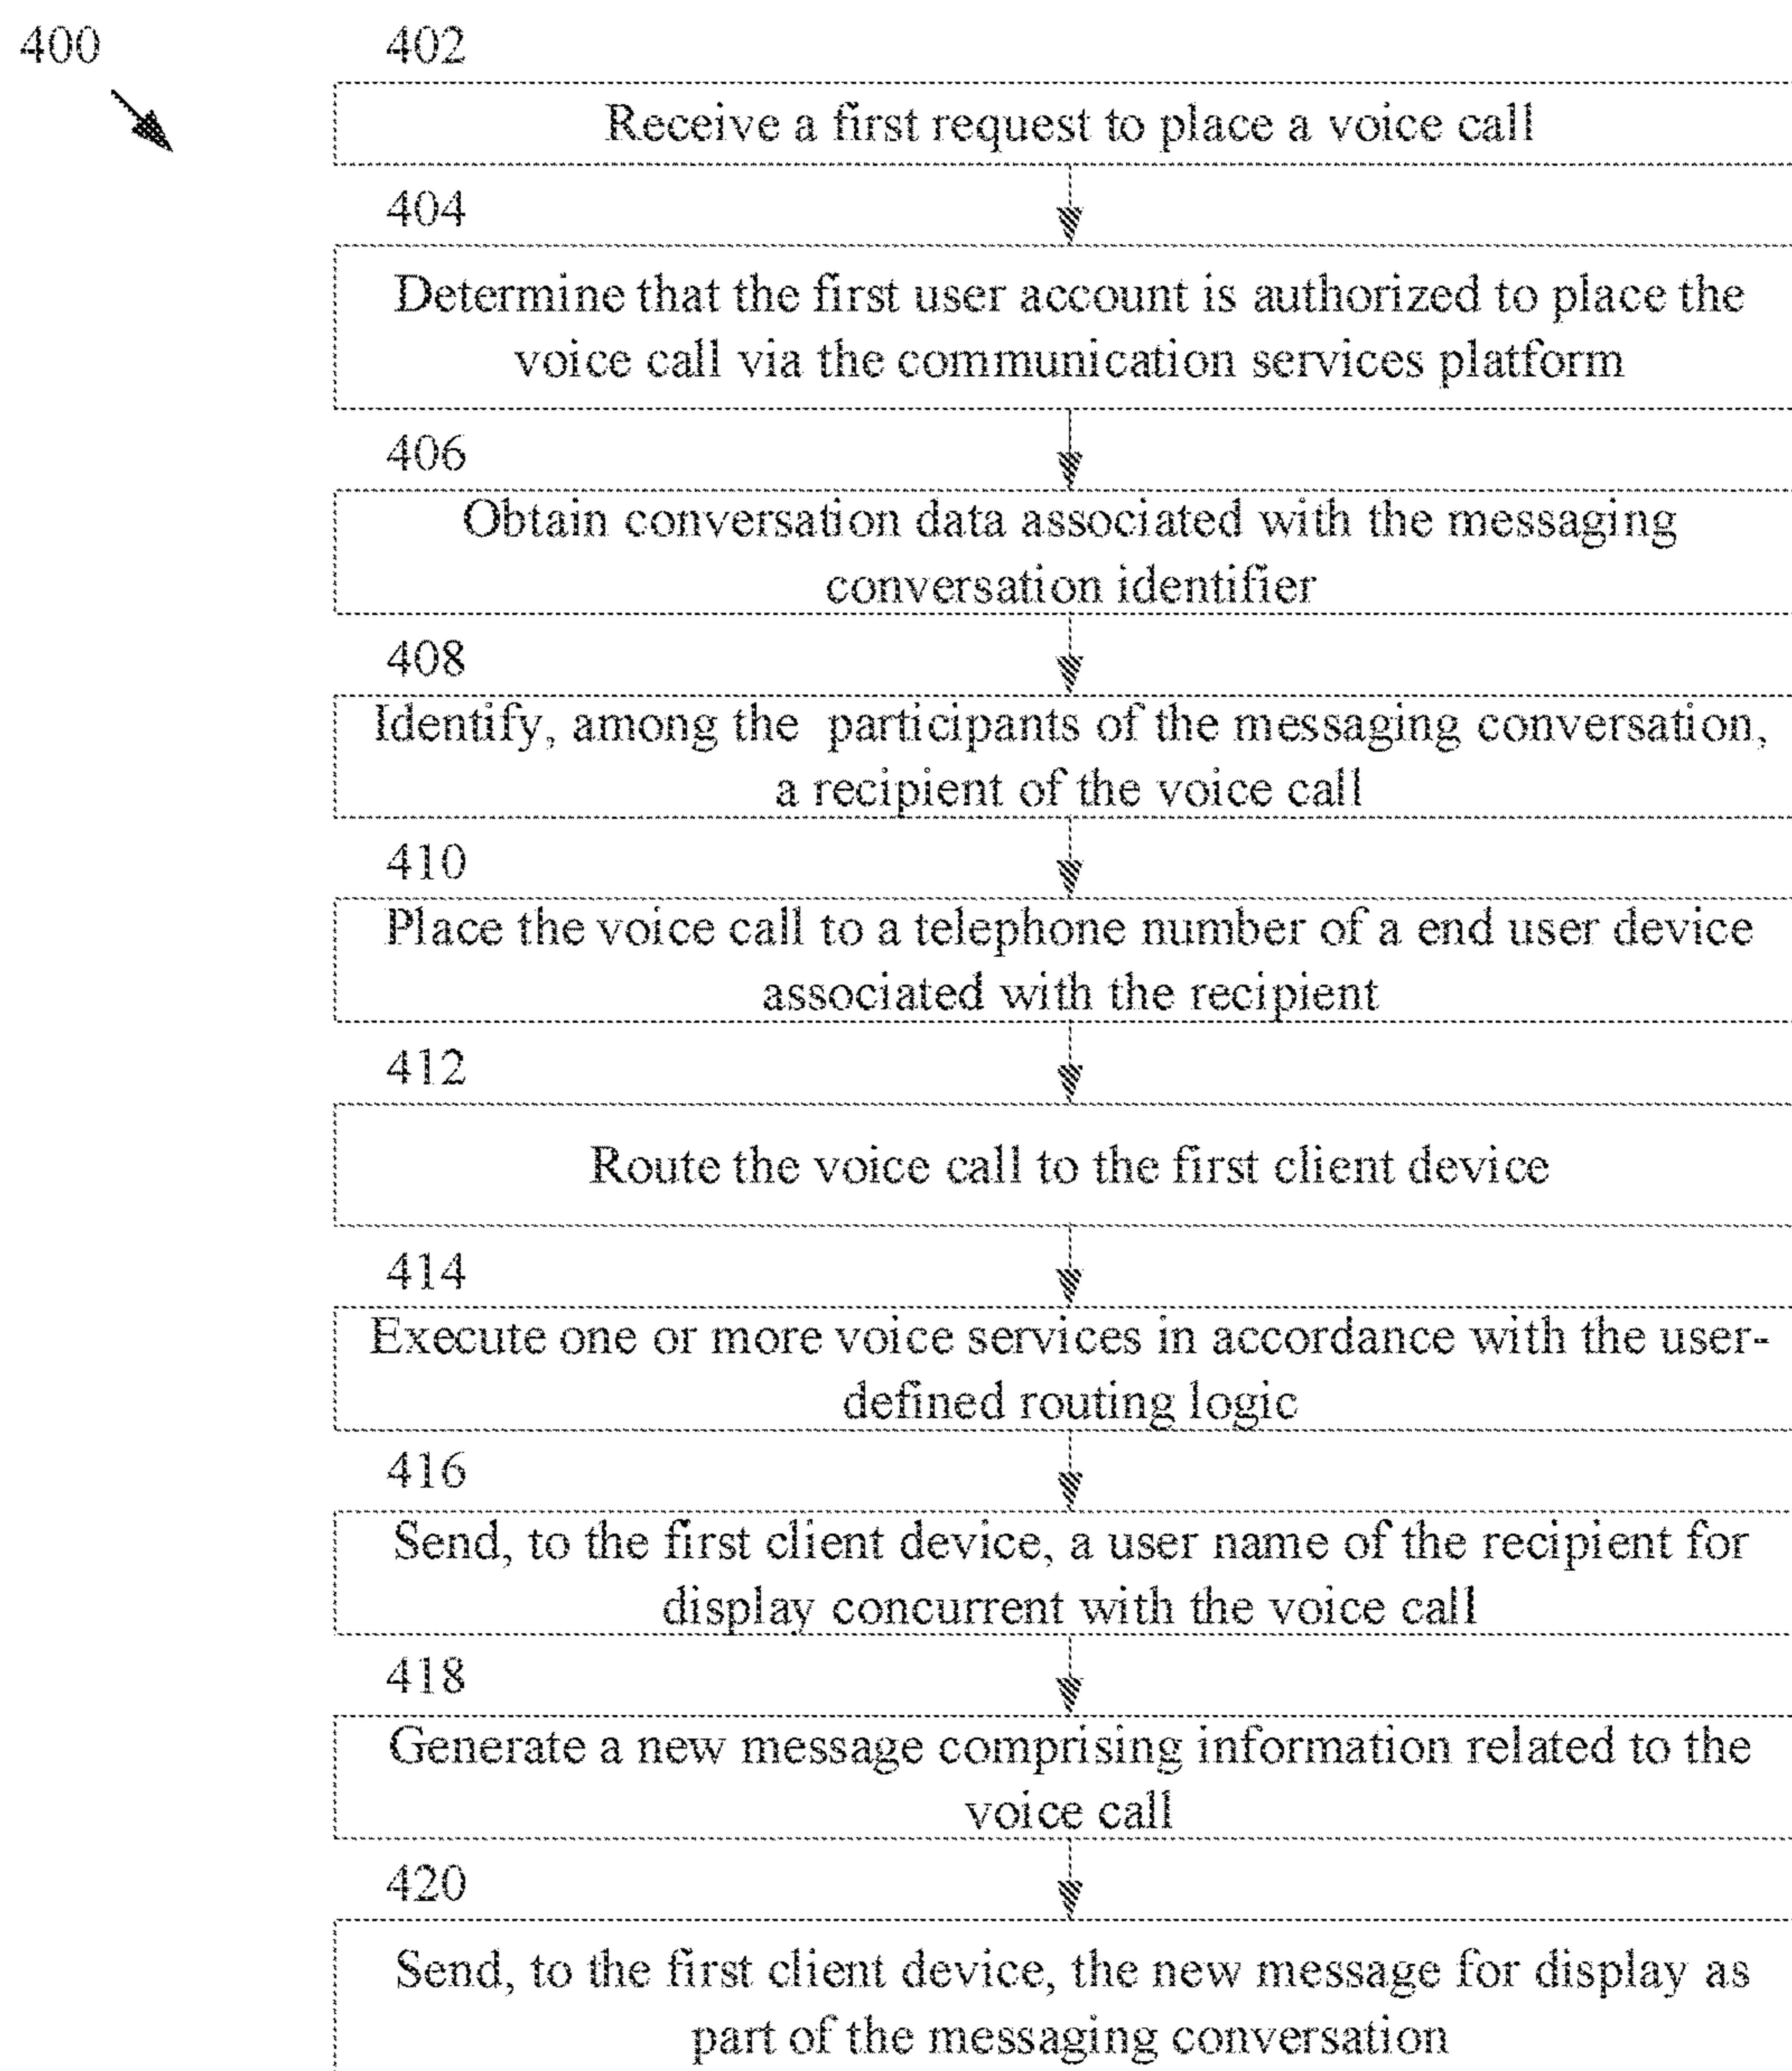 400
402
Receive a first request to place a voice call
404
Determine that the first user account is authorized to place the
voice call via the communication services platform
406
Obtain conversation data associated with the messaging
conversation identifier
408
Identify, among the participants of the messaging conversation,
a recipient of the voice call
410
Place the voice call to a telephone number of a end user device
associated with the recipient
412
Route the voice call to the first client device
414
Execute one or more voice services in accordance with the user-
defined routing logic
416
Send, to the first client device, a user name of the recipient for
display concurrent with the voice call
418
Generate a new message comprising information related to the
voice call
420
Send, to the first client device, the new message for display as
part of the messaging conversation